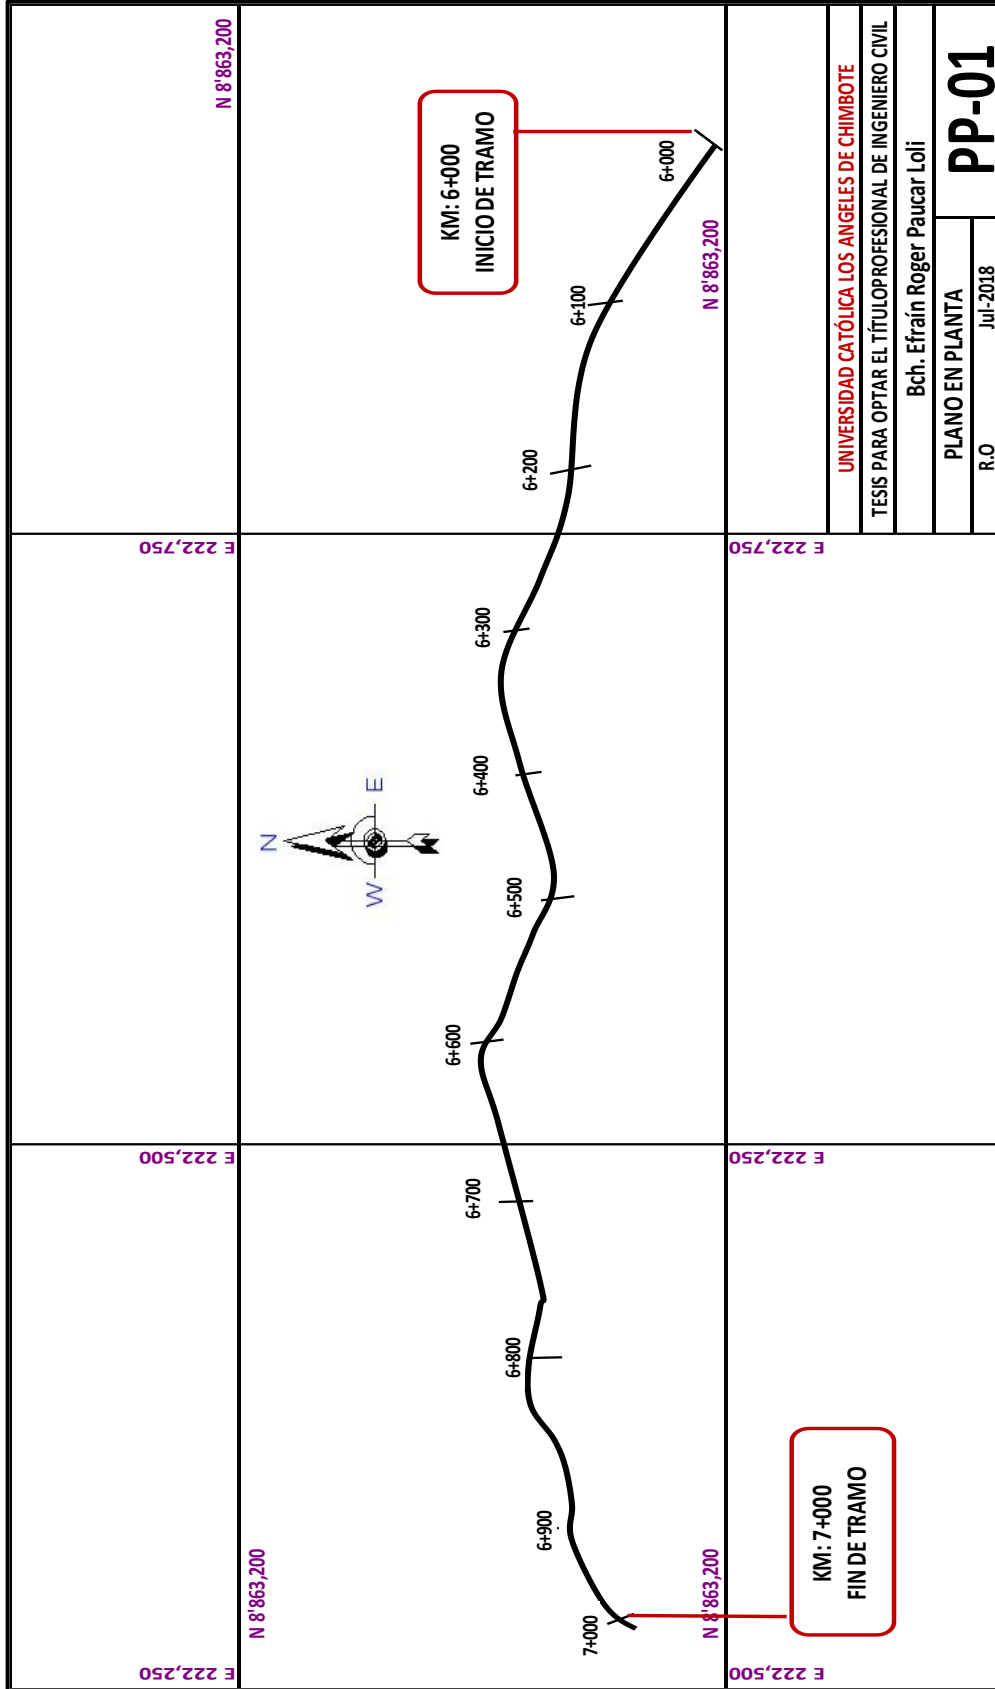 E 222,250
E 222,500
E 222,750
N 8'863,200
N 8'863,200
N
W
E
KM: 6+000
INICIO DE TRAMO
7+000
6+900
6+800
6+700
6+600
6+500
6+400
6+300
6+200
6+100
6+000
N 8'863,200
N 8'863,200
E 222,500
E 222,250
E 222,750
KM: 7+000
FIN DE TRAMO
UNIVERSIDAD CATÓLICA LOS ANGELES DE CHIMBOTE
TESIS PARA OPTAR EL TÍTULOPROFESIONAL DE INGENIERO CIVIL
Bch. Efraín Roger Paucar Loli
PLANO EN PLANTA
R.O
Jul-2018
PP-01